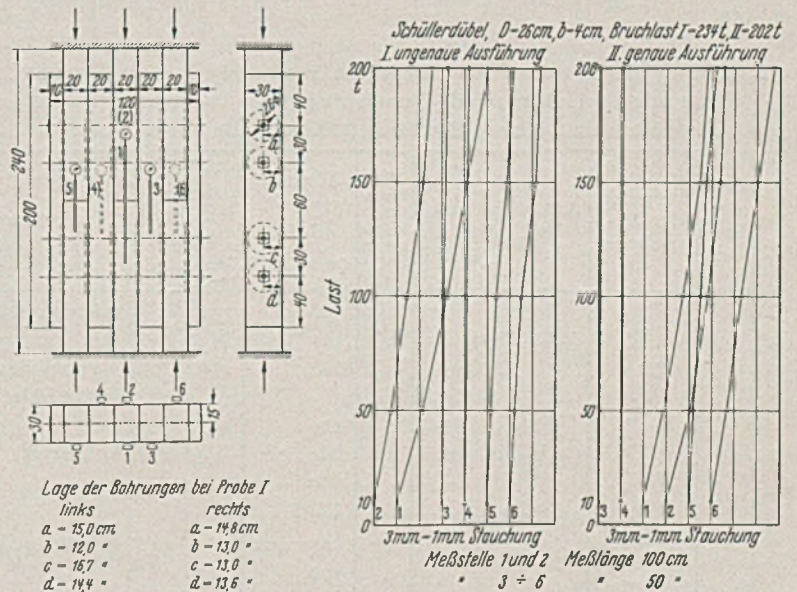 Schüllerdübel, D=26cm, b=4cm, Bruchlast I=234t, II=202t
I. ungenaue Ausführung II. genaue Ausführung
10 20 20 20 20 20 10
120
(2)
1
5 4 3 6
240
200
30
a
b
c
d
40
30
60
30
40
4 2 6
30
15
5 1 3
Lage der Bohrungen bei Probe I
links rechts
a = 15,0 cm a = 14,8 cm
b = 12,0 " b = 13,0 "
c = 16,7 " c = 13,0 "
d = 14,4 " d = 13,6 "
200
t
150
100
50
10
0
Last
2 1 3 4 5 6
3mm-1mm Stauchung
200
t
150
100
50
10
0
3 4 1 2 5 6
3mm-1mm Stauchung
Meßstelle 1 und 2 Meßlänge 100 cm
" 3 ÷ 6 " 50 "